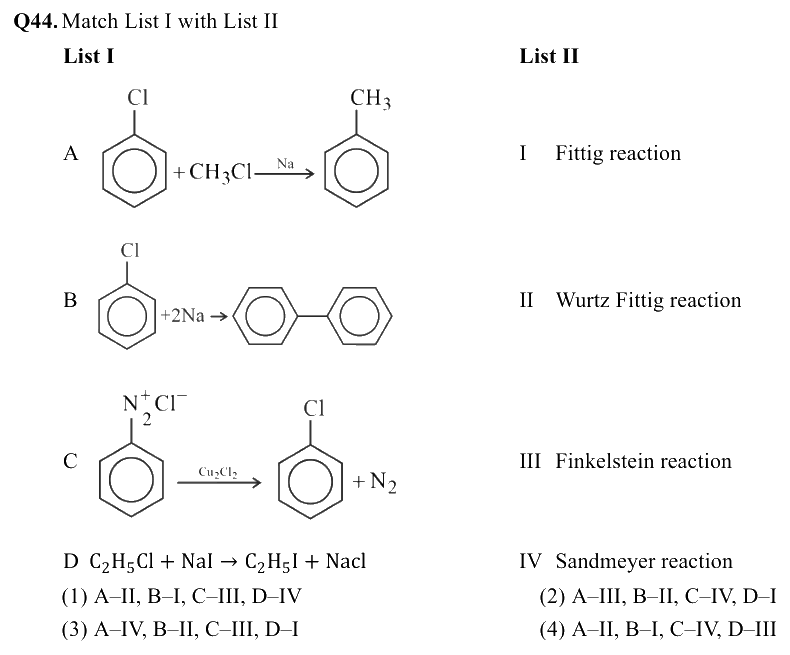 Q44. Match List I with List II
List I List II
Cl CH3
A +CH3Cl Na → I Fittig reaction
Cl
B +2Na → II Wurtz Fittig reaction
N2+Cl− Cl
C Cu2Cl2 → +N2 III Finkelstein reaction
D C2H5Cl + NaI → C2H5I + Nacl IV Sandmeyer reaction
(1) A–II, B–I, C–III, D–IV (2) A–III, B–II, C–IV, D–I
(3) A–IV, B–II, C–III, D–I (4) A–II, B–I, C–IV, D–III